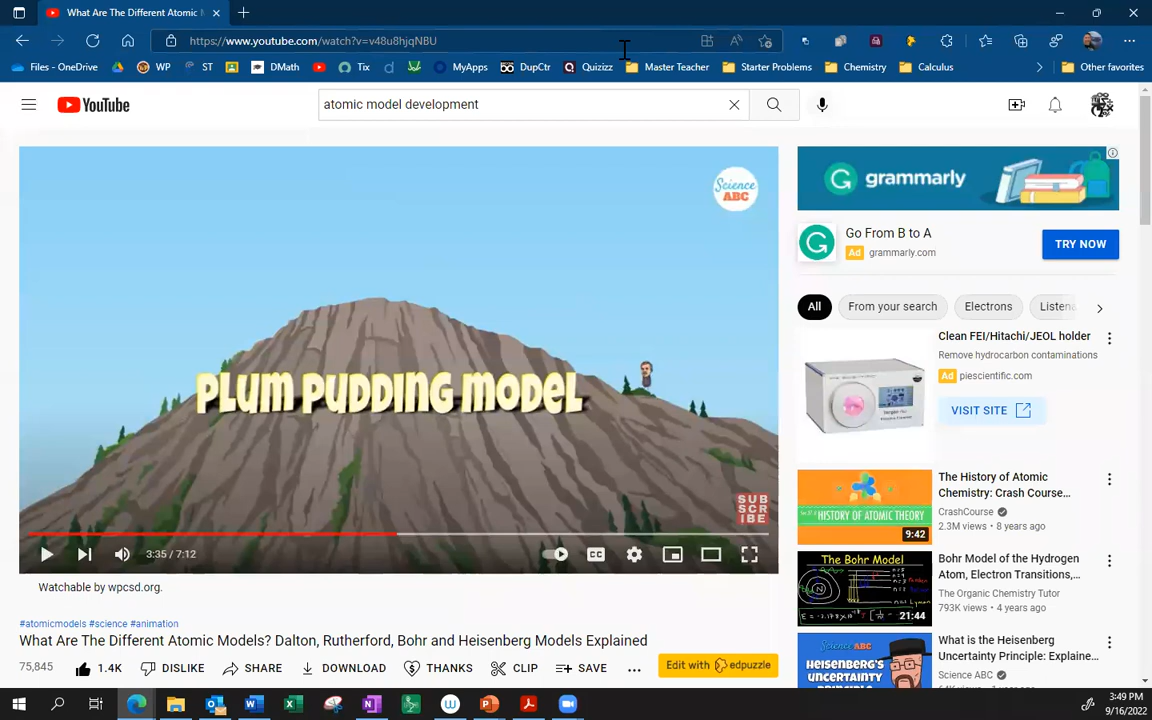 What Are The Different Atomic M
https://www.youtube.com/watch?v=v48u8hjqNBU
Files - OneDrive
WP
ST
DMath
Tix
MyApps
DupCtr
Quizizz
Master Teacher
Starter Problems
Chemistry
Calculus
Other favorites
YouTube
atomic model development
Science
ABC
PLUM PUDDING MODEL
SUB
SCR
IBE
3:35 / 7:12
CC
Watchable by wpcsd.org.
#atomicmodels #science #animation
What Are The Different Atomic Models? Dalton, Rutherford, Bohr and Heisenberg Models Explained
75,845
1.4K
DISLIKE
SHARE
DOWNLOAD
THANKS
CLIP
SAVE
Edit with edpuzzle
grammarly
Go From B to A
Ad grammarly.com
TRY NOW
All
From your search
Electrons
Listen
Clean FEI/Hitachi/JEOL holder
Remove hydrocarbon contaminations
Ad piescientific.com
VISIT SITE
HISTORY OF ATOMIC THEORY
9:42
The History of Atomic
Chemistry: Crash Course...
CrashCourse
2.3M views • 8 years ago
The Bohr Model
21:44
Bohr Model of the Hydrogen
Atom, Electron Transitions,...
The Organic Chemistry Tutor
793K views • 4 years ago
Science ABC
HEISENBERG'S
UNCERTAINTY
What is the Heisenberg
Uncertainty Principle: Explaine...
Science ABC
3:49 PM
9/16/2022